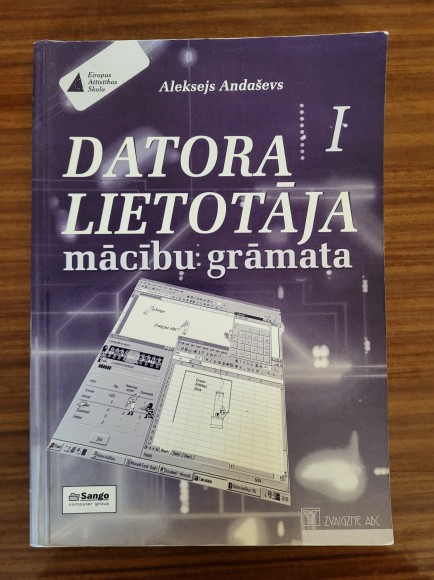 Eiropas
Attīstības
Skola
Aleksejs Andaševs
I
DATORA
LIETOTĀJA
mācību grāmata
Sango
computer group
ZVAIGZNE ABC